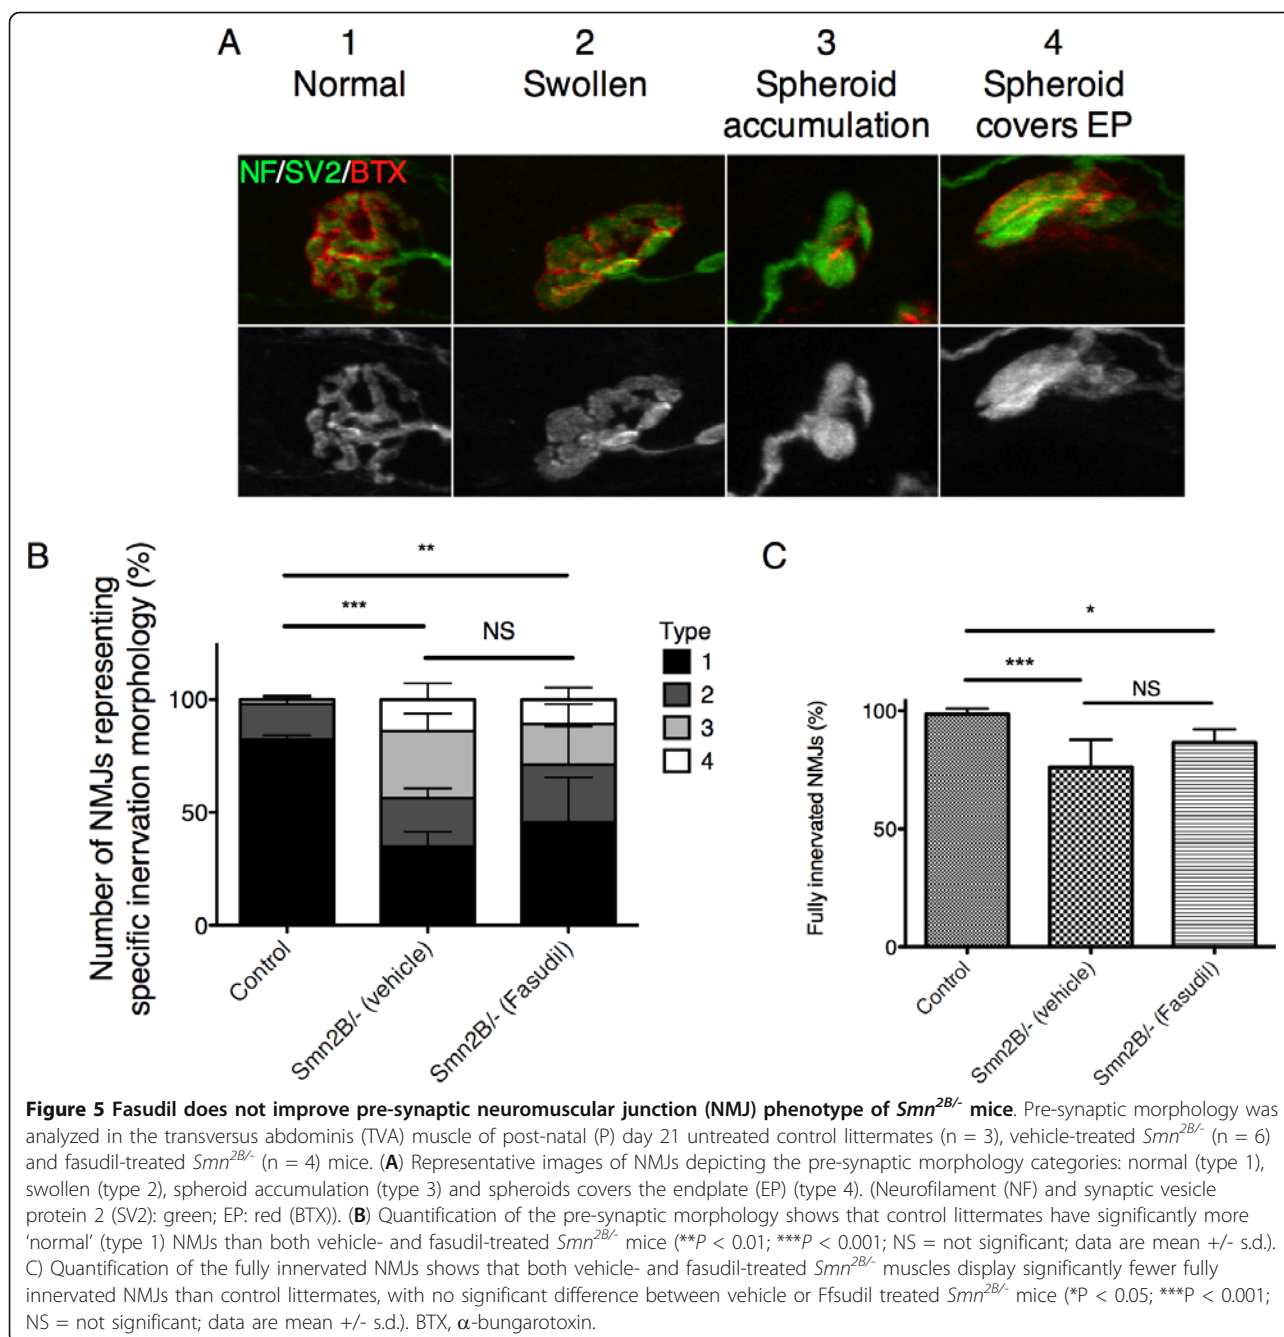 A
1
Normal
2
Swollen
3
Spheroid
accumulation
4
Spheroid
covers EP
NF/SV2/BTX
B
Number of NMJs representing
specific inerrvation morphology (%)
**
***
NS
100
50
0
Control
Smn2B/- (vehicle)
Smn2B/- (Fasudil)
Type
1
2
3
4
C
Fully innervated NMJs (%)
*
***
NS
100
50
0
Control
Smn2B/- (vehicle)
Smn2B/- (Fasudil)
Figure 5 Fasudil does not improve pre-synaptic neuromuscular junction (NMJ) phenotype of Smn2B/- mice. Pre-synaptic morphology was
analyzed in the transversus abdominis (TVA) muscle of post-natal (P) day 21 untreated control littermates (n = 3), vehicle-treated Smn2B/- (n = 6)
and fasudil-treated Smn2B/- (n = 4) mice. (A) Representative images of NMJs depicting the pre-synaptic morphology categories: normal (type 1),
swollen (type 2), spheroid accumulation (type 3) and spheroids covers the endplate (EP) (type 4). (Neurofilament (NF) and synaptic vesicle
protein 2 (SV2): green; EP: red (BTX)). (B) Quantification of the pre-synaptic morphology shows that control littermates have significantly more
'normal' (type 1) NMJs than both vehicle- and fasudil-treated Smn2B/- mice (**P < 0.01; ***P < 0.001; NS = not significant; data are mean +/- s.d.).
C) Quantification of the fully innervated NMJs shows that both vehicle- and fasudil-treated Smn2B/- muscles display significantly fewer fully
innervated NMJs than control littermates, with no significant difference between vehicle or Ffsudil treated Smn2B/- mice (*P < 0.05; ***P < 0.001;
NS = not significant; data are mean +/- s.d.). BTX, α-bungarotoxin.